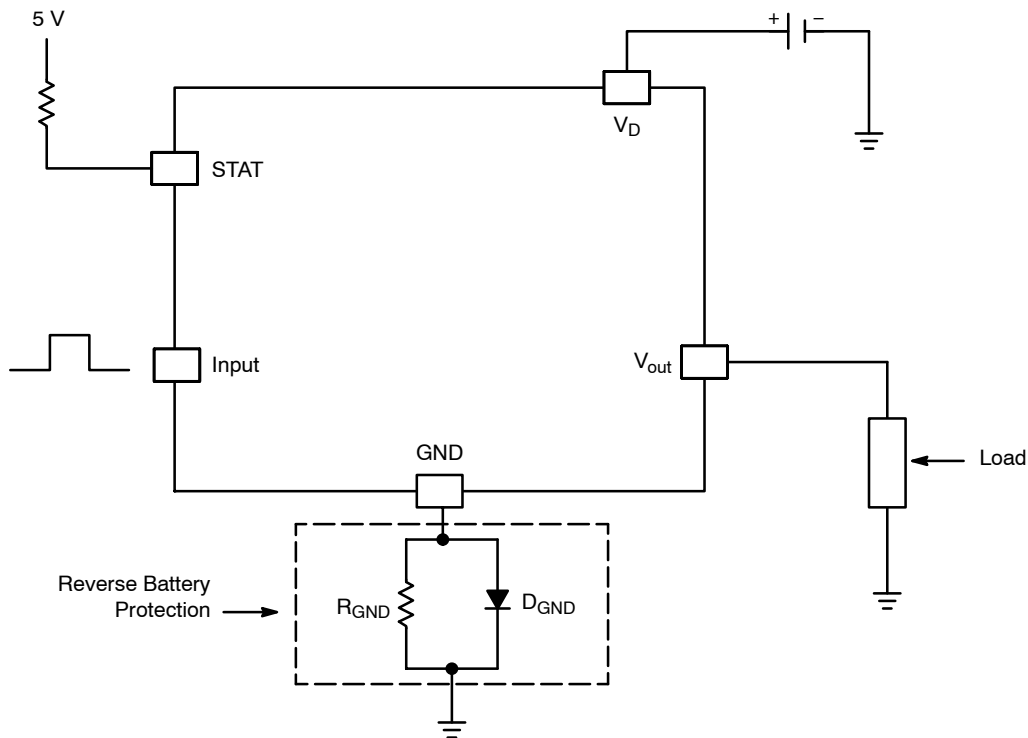 5 V
+ −
V_D
STAT
Input
V_out
GND
Load
Reverse Battery
Protection
R_GND
D_GND